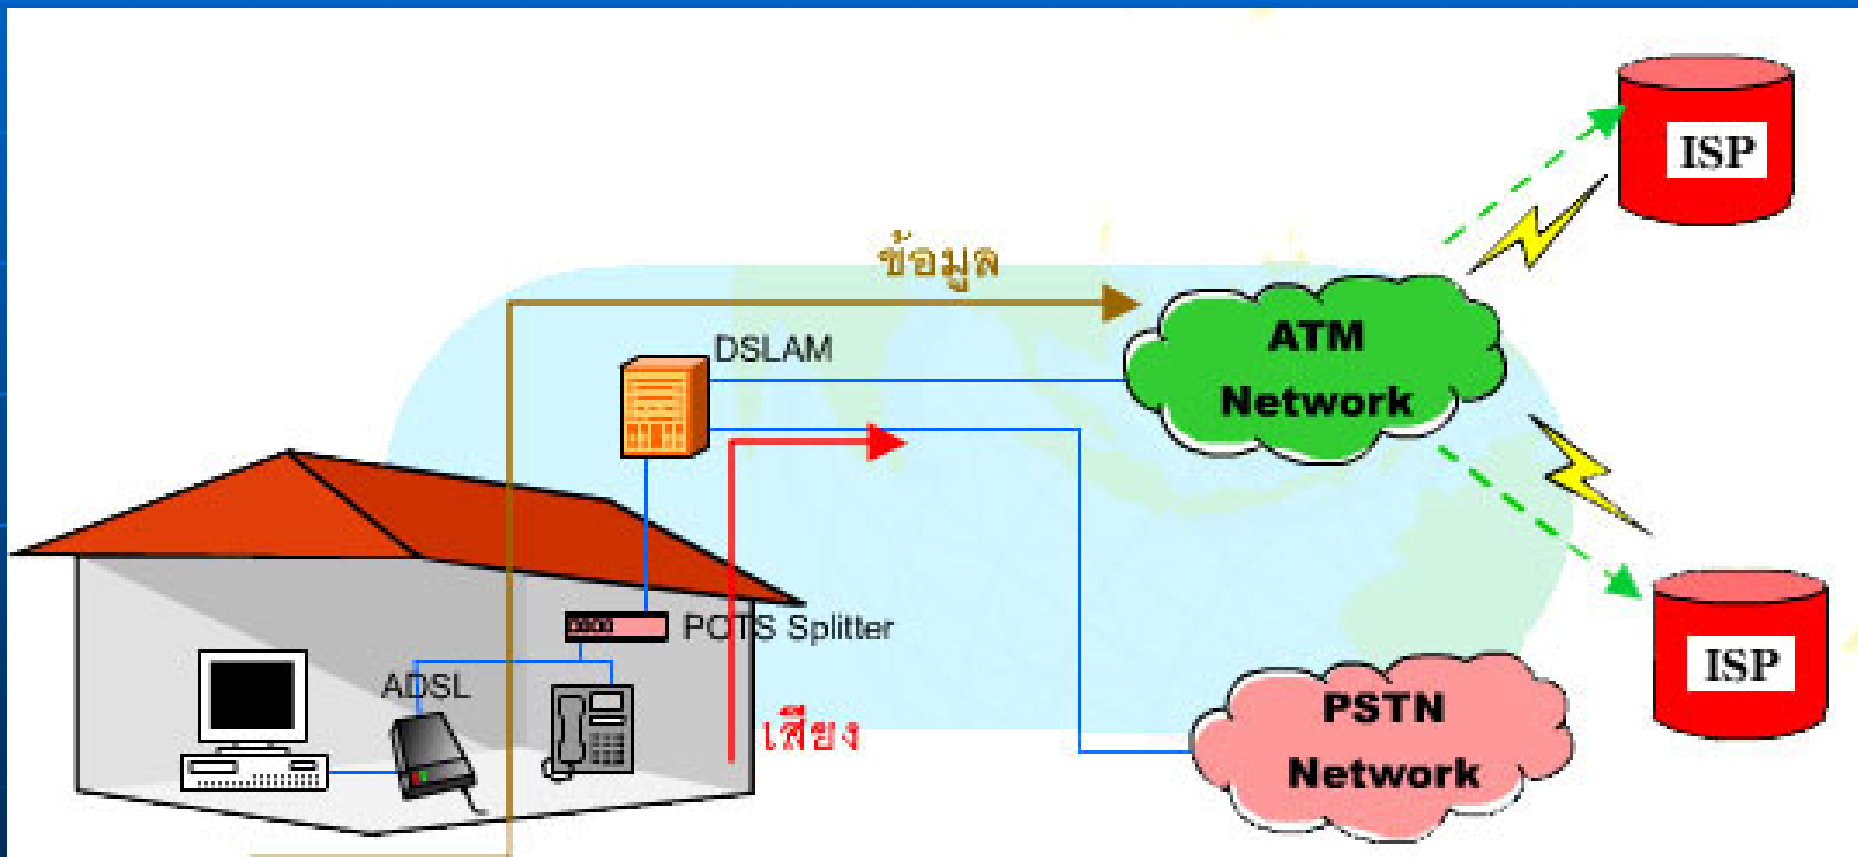 ISP
ข้อมูล
DSLAM
ATM
Network
POTS Splitter
ADSL
เสียง
ISP
PSTN
Network